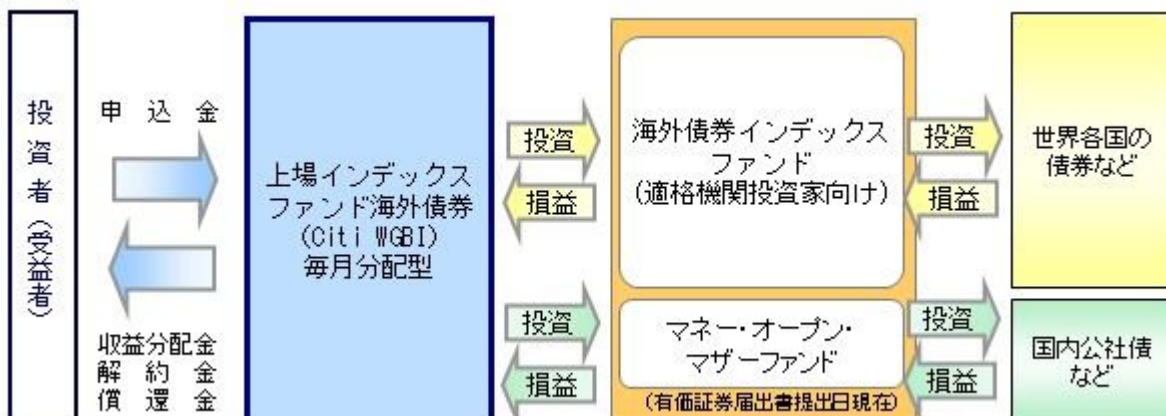 投資者(受益者)
申込金
収益分配金
解約金
償還金
上場インデックス
ファンド海外債券
(Citi WGBI)
毎月分配型
投資
損益
投資
損益
海外債券インデックス
ファンド
(適格機関投資家向け)
マネー・オープン・
マザーファンド
(有価証券届出書提出日現在)
投資
損益
投資
損益
世界各国の
債券など
国内公社債
など